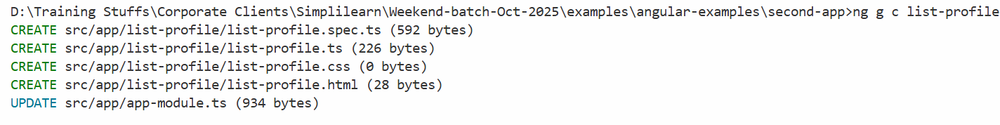 D:\Training Stuffs\Corporate Clients\Simplilearn\Weekend-batch-Oct-2025\examples\angular-examples\second-app>ng g c list-profile
CREATE src/app/list-profile/list-profile.spec.ts (592 bytes)
CREATE src/app/list-profile/list-profile.ts (226 bytes)
CREATE src/app/list-profile/list-profile.css (0 bytes)
CREATE src/app/list-profile/list-profile.html (28 bytes)
UPDATE src/app/app-module.ts (934 bytes)